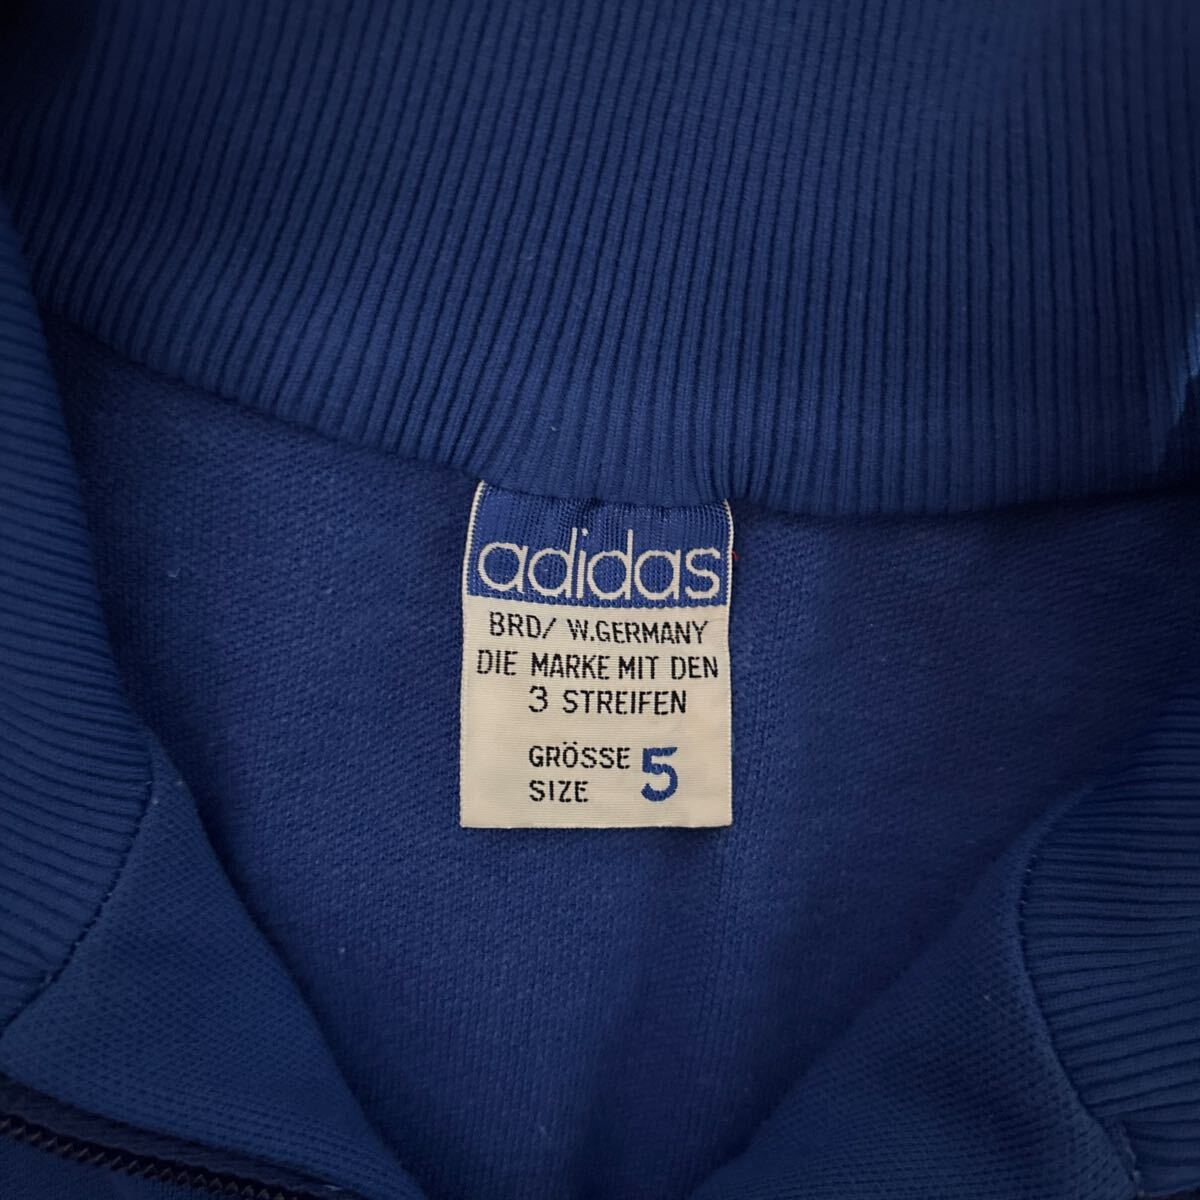 adidas
BRD/ W.GERMANY
DIE MARKE MIT DEN
3 STREIFEN
GRÖSSE 5
SIZE